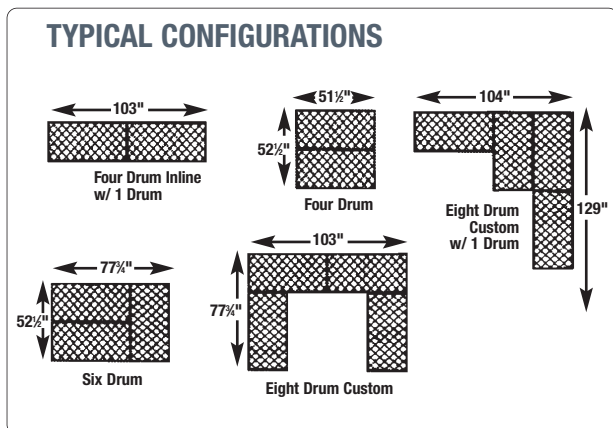 TYPICAL CONFIGURATIONS
103"
Four Drum Inline
w/ 1 Drum
51½"
52½"
Four Drum
104"
129"
Eight Drum
Custom
w/ 1 Drum
77¾"
52½"
Six Drum
103"
77¾"
Eight Drum Custom